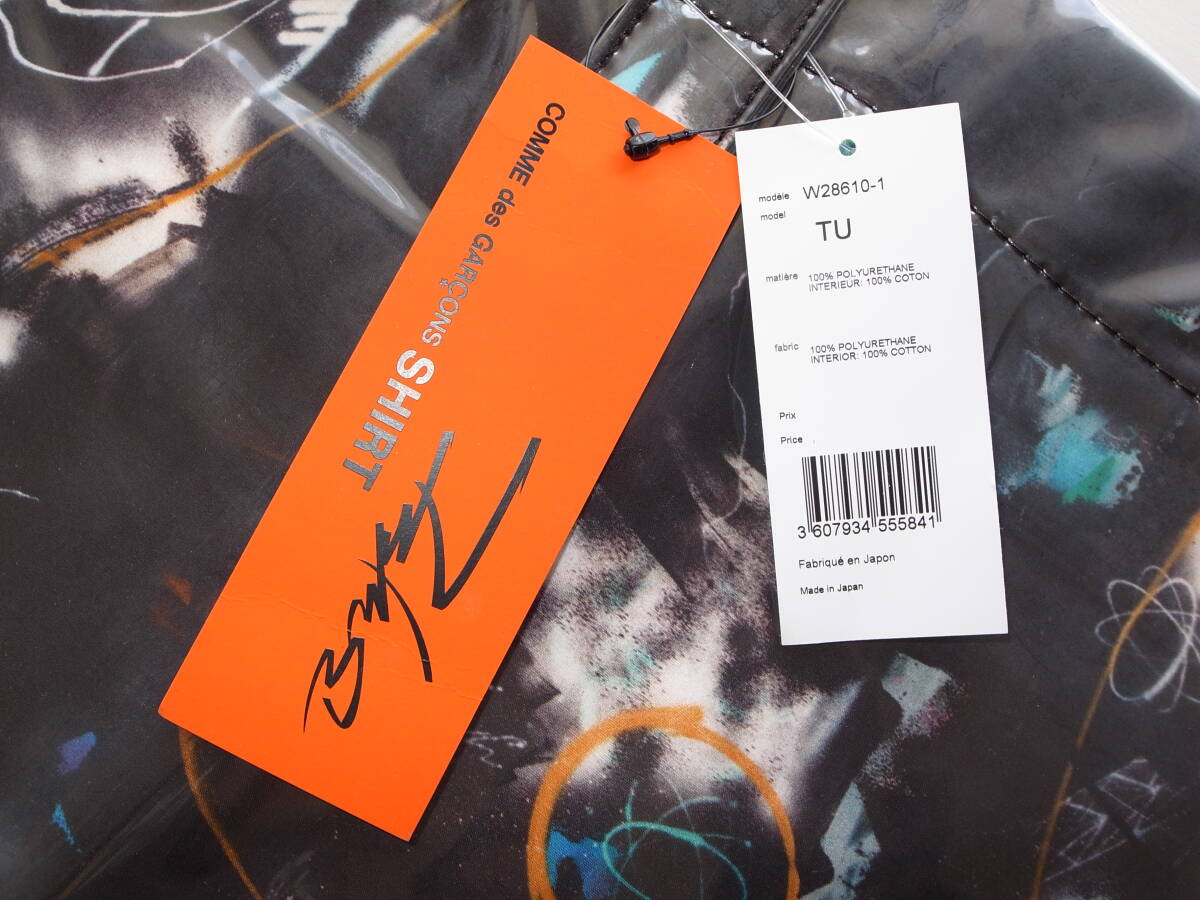 COMME des GARÇONS SHIRT
modèle W28610-1
model
TU
matière 100% POLYURETHANE
INTERIEUR: 100% COTON
fabric 100% POLYURETHANE
INTERIOR: 100% COTTON
Prix
Price
3 607934 555841
Fabriqué en Japon
Made in Japan